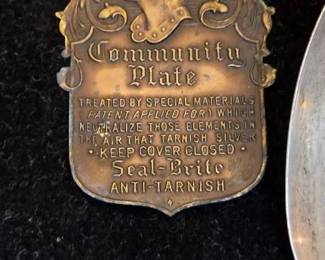 Community
Plate
TREATED BY SPECIAL MATERIALS
(PATENT APPLIED FOR) WHICH
NEUTRALIZE THOSE ELEMENTS IN
THE AIR THAT TARNISH SILVER
• KEEP COVER CLOSED •
Seal-Brite
ANTI-TARNISH